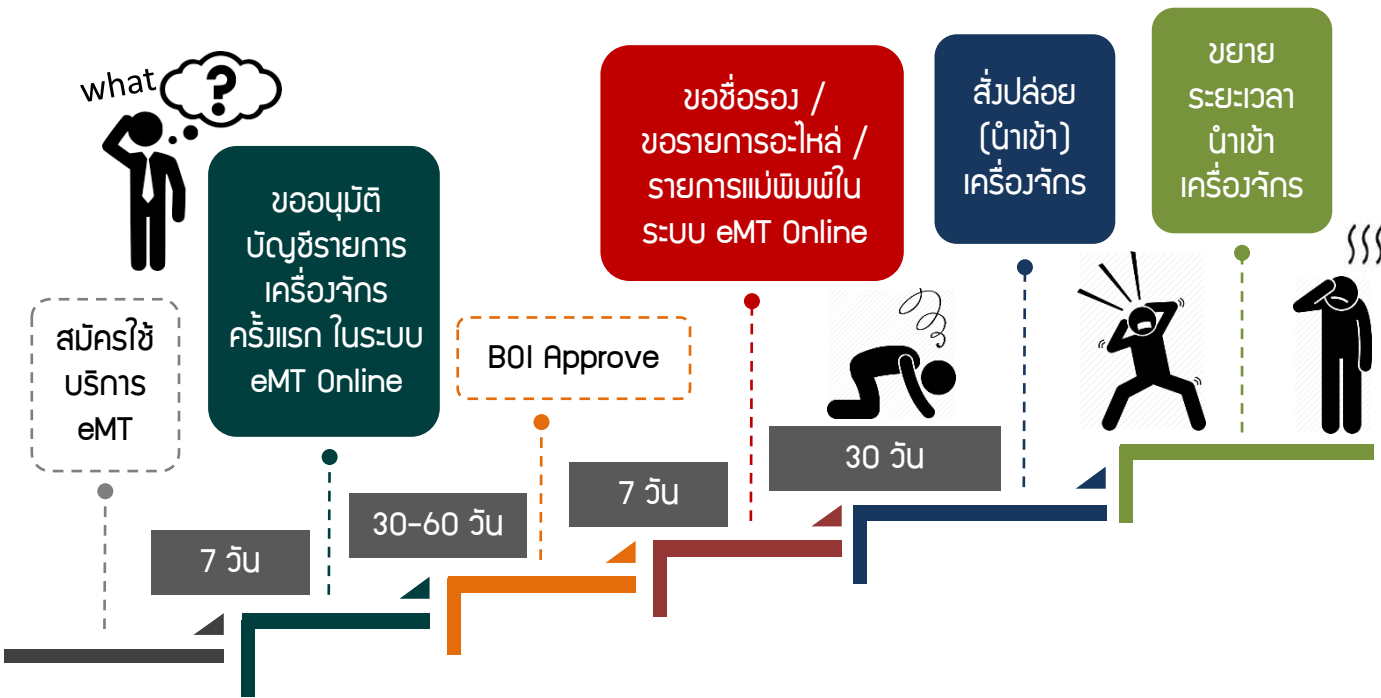 what
?
สมัครใช้
บริการ
eMT
7 วัน
ขออนุมัติ
บัญชีรายการ
เครื่องจักร
ครั้งแรก ในระบบ
eMT Online
30-60 วัน
BOI Approve
7 วัน
ขอชื่อรอง /
ขอรายการอะไหล่ /
รายการแม่พิมพ์ใน
ระบบ eMT Online
30 วัน
สั่งปล่อย
(นำเข้า)
เครื่องจักร
ขยาย
ระยะเวลา
นำเข้า
เครื่องจักร